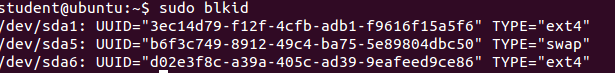 student@ubuntu:~$ sudo blkid
/dev/sda1: UUID="3ec14d79-f12f-4cfb-adb1-f9616f15a5f6" TYPE="ext4"
/dev/sda5: UUID="b6f3c749-8912-49c4-ba75-5e89804dbc50" TYPE="swap"
/dev/sda6: UUID="d02e3f8c-a39a-405c-ad39-9eafeed9ce86" TYPE="ext4"